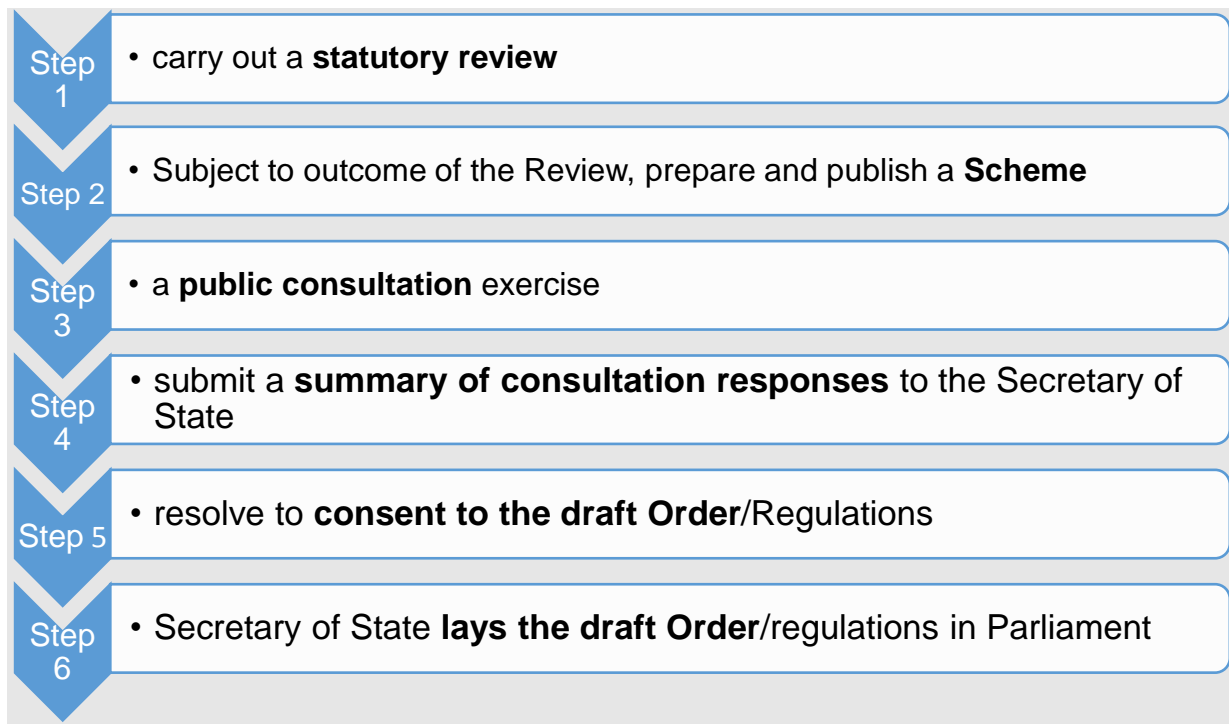 Step
1
• carry out a statutory review
Step 2
• Subject to outcome of the Review, prepare and publish a Scheme
Step
3
• a public consultation exercise
Step
4
• submit a summary of consultation responses to the Secretary of
State
Step 5
• resolve to consent to the draft Order/Regulations
Step
6
• Secretary of State lays the draft Order/regulations in Parliament